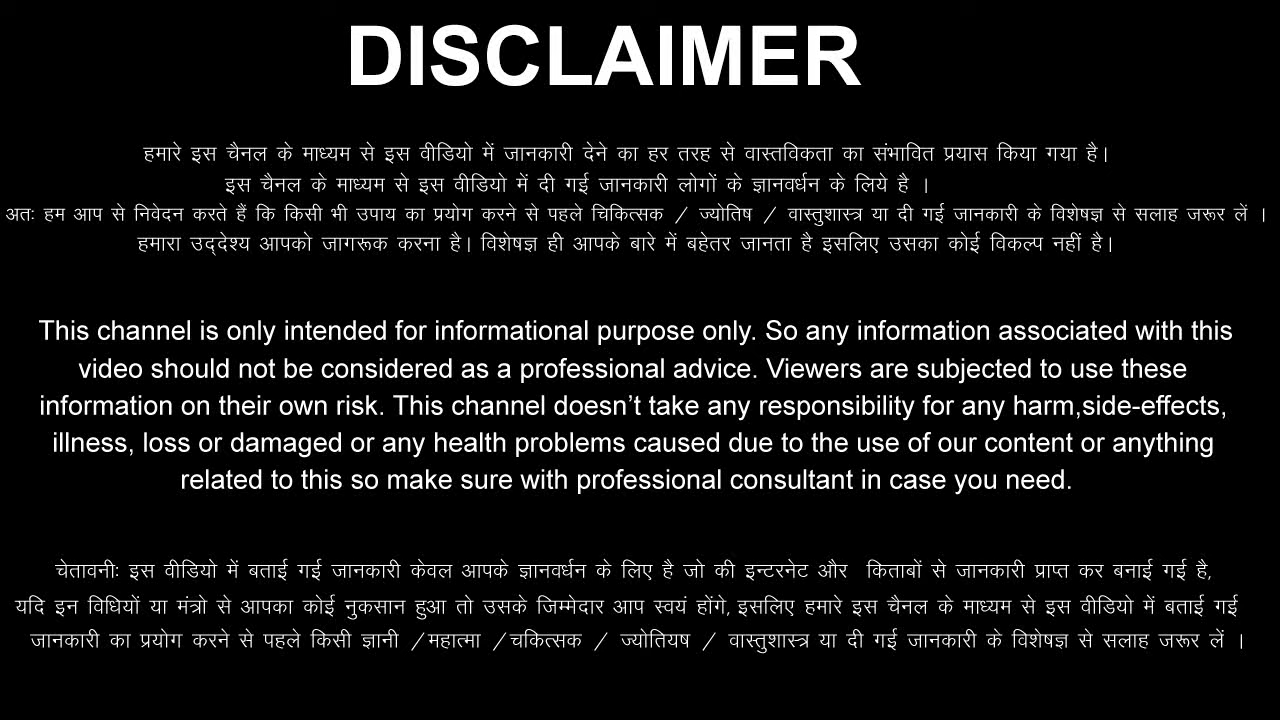 DISCLAIMER
हमारे इस चैनल के माध्यम से इस वीडियो में जानकारी देने का हर तरह से वास्तविकता का संभावित प्रयास किया गया है।
इस चैनल के माध्यम से इस वीडियो में दी गई जानकारी लोगों के ज्ञानवर्धन के लिये है ।
अतः हम आप से निवेदन करते हैं कि किसी भी उपाय का प्रयोग करने से पहले चिकित्सक / ज्योतिष / वास्तुशास्त्र या दी गई जानकारी के विशेषज्ञ से सलाह जरूर लें ।
हमारा उद्देश्य आपको जागरूक करना है। विशेषज्ञ ही आपके बारे में बहेतर जानता है इसलिए उसका कोई विकल्प नहीं है।
This channel is only intended for informational purpose only. So any information associated with this
video should not be considered as a professional advice. Viewers are subjected to use these
information on their own risk. This channel doesn’t take any responsibility for any harm,side-effects,
illness, loss or damaged or any health problems caused due to the use of our content or anything
related to this so make sure with professional consultant in case you need.
चेतावनीः इस वीडियो में बताई गई जानकारी केवल आपके ज्ञानवर्धन के लिए है जो की इन्टरनेट और किताबों से जानकारी प्राप्त कर बनाई गई है,
यदि इन विधियों या मंत्रो से आपका कोई नुकसान हुआ तो उसके जिम्मेदार आप स्वयं होंगे, इसलिए हमारे इस चैनल के माध्यम से इस वीडियो में बताई गई
जानकारी का प्रयोग करने से पहले किसी ज्ञानी /महात्मा /चकित्सक / ज्योतियष / वास्तुशास्त्र या दी गई जानकारी के विशेषज्ञ से सलाह जरूर लें ।